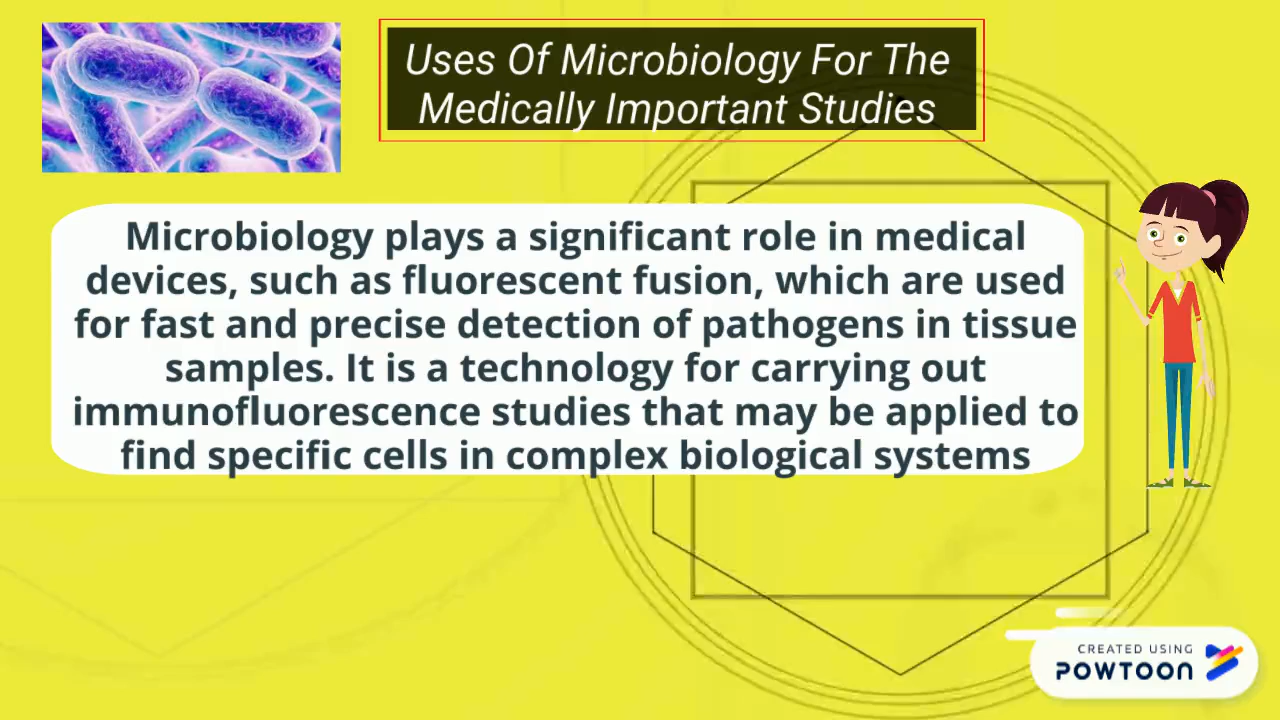 Uses Of Microbiology For The
Medically Important Studies
Microbiology plays a significant role in medical
devices, such as fluorescent fusion, which are used
for fast and precise detection of pathogens in tissue
samples. It is a technology for carrying out
immunofluorescence studies that may be applied to
find specific cells in complex biological systems
CREATED USING
POWTOON